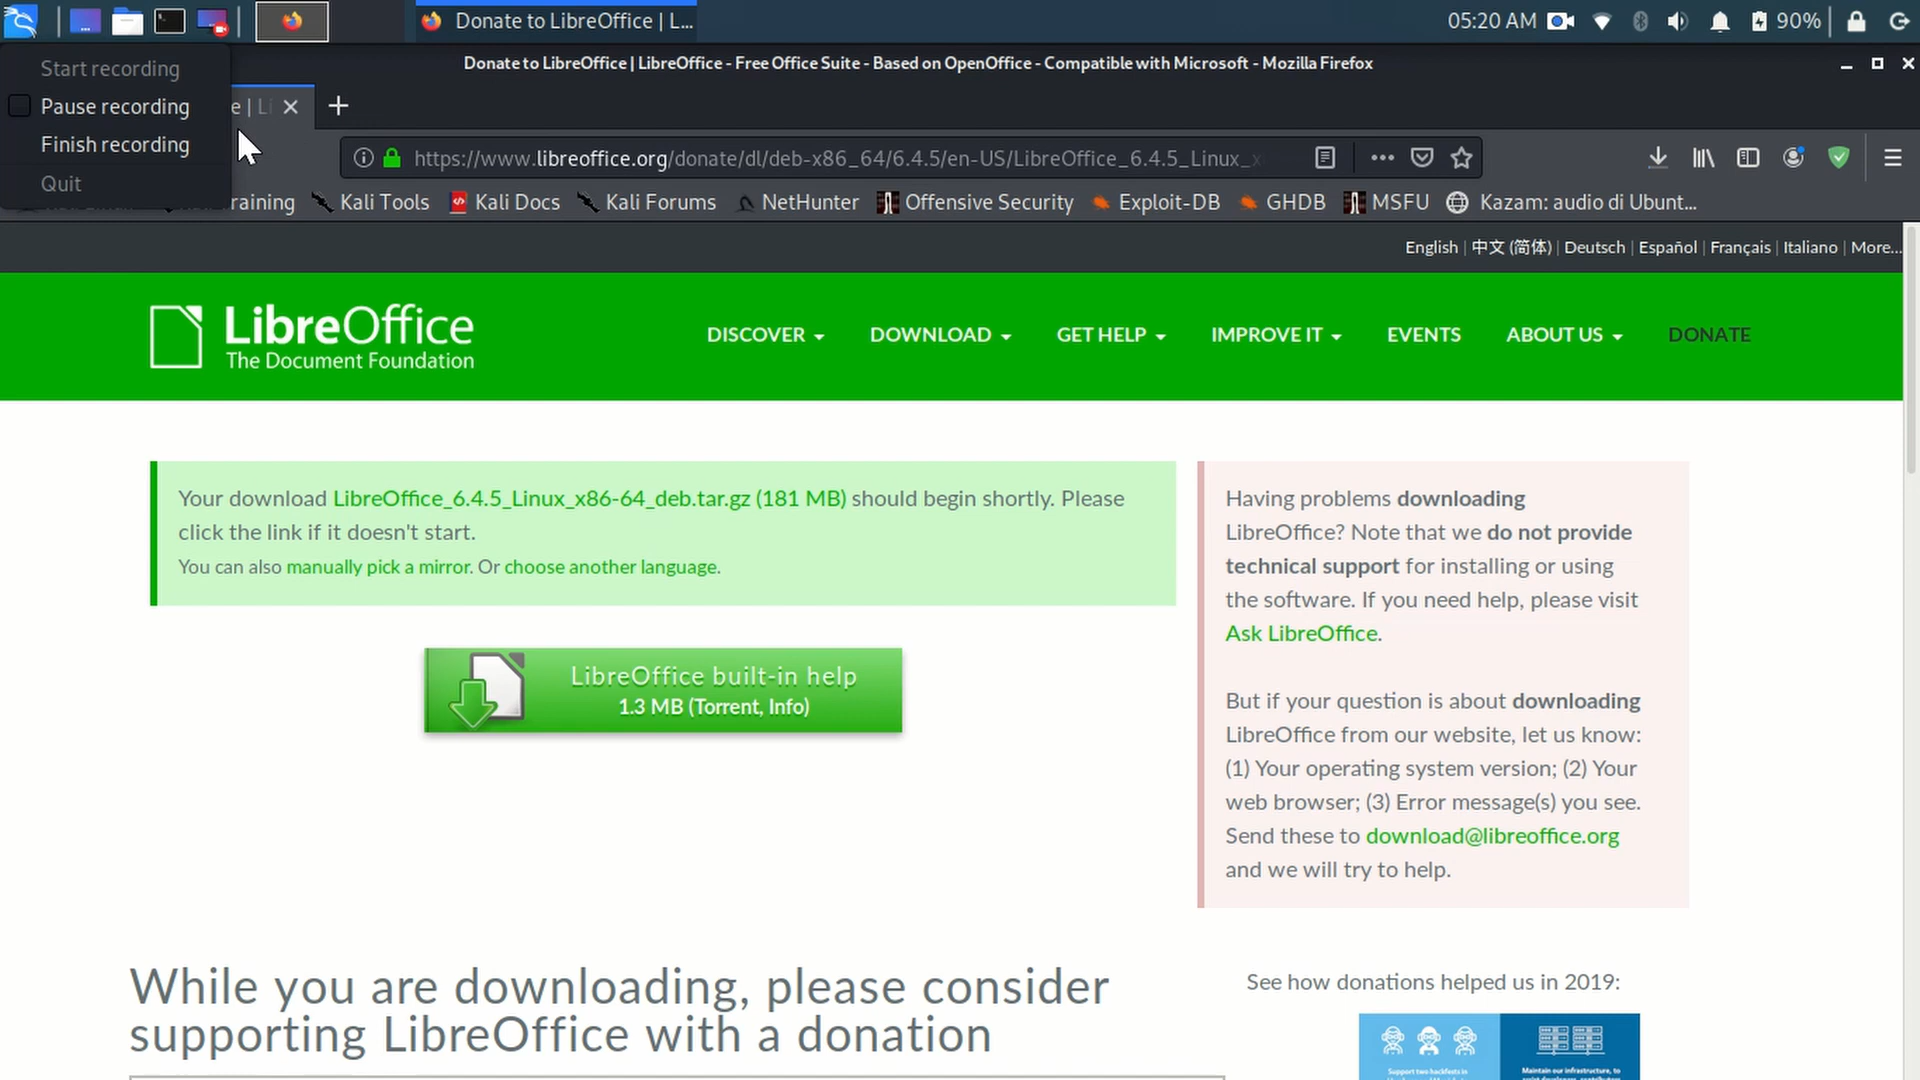 Donate to LibreOffice | L...
05:20 AM
90%
Start recording
Pause recording
Finish recording
Quit
Donate to LibreOffice | LibreOffice - Free Office Suite - Based on OpenOffice - Compatible with Microsoft - Mozilla Firefox
e | Li
https://www.libreoffice.org/donate/dl/deb-x86_64/6.4.5/en-US/LibreOffice_6.4.5_Linux_x
raining
Kali Tools
Kali Docs
Kali Forums
NetHunter
Offensive Security
Exploit-DB
GHDB
MSFU
Kazam: audio di Ubunt...
English | 中文 (简体) | Deutsch | Español | Français | Italiano | More...
LibreOffice
The Document Foundation
DISCOVER
DOWNLOAD
GET HELP
IMPROVE IT
EVENTS
ABOUT US
DONATE
Your download LibreOffice_6.4.5_Linux_x86-64_deb.tar.gz (181 MB) should begin shortly. Please
click the link if it doesn't start.
You can also manually pick a mirror. Or choose another language.
LibreOffice built-in help
1.3 MB (Torrent, Info)
Having problems downloading
LibreOffice? Note that we do not provide
technical support for installing or using
the software. If you need help, please visit
Ask LibreOffice.
But if your question is about downloading
LibreOffice from our website, let us know:
(1) Your operating system version; (2) Your
web browser; (3) Error message(s) you see.
Send these to download@libreoffice.org
and we will try to help.
While you are downloading, please consider
supporting LibreOffice with a donation
See how donations helped us in 2019:
Support two hackfests in
Maintain our infrastructure, to